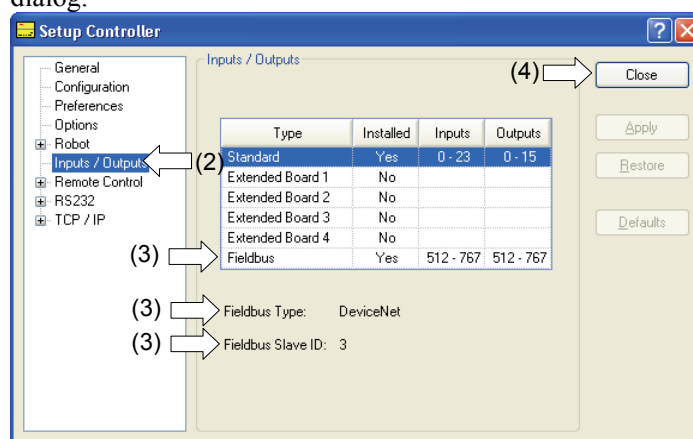 dialog.
Setup Controller
General
Configuration
Preferences
Options
Robot
Inputs / Outputs
Remote Control
RS232
TCP / IP
(2)
Inputs / Outputs
Type Installed Inputs Outputs
Standard Yes 0 - 23 0 - 15
Extended Board 1 No
Extended Board 2 No
Extended Board 3 No
Extended Board 4 No
(3) Fieldbus Yes 512 - 767 512 - 767
(3) Fieldbus Type: DeviceNet
(3) Fieldbus Slave ID: 3
(4) Close
Apply
Restore
Defaults